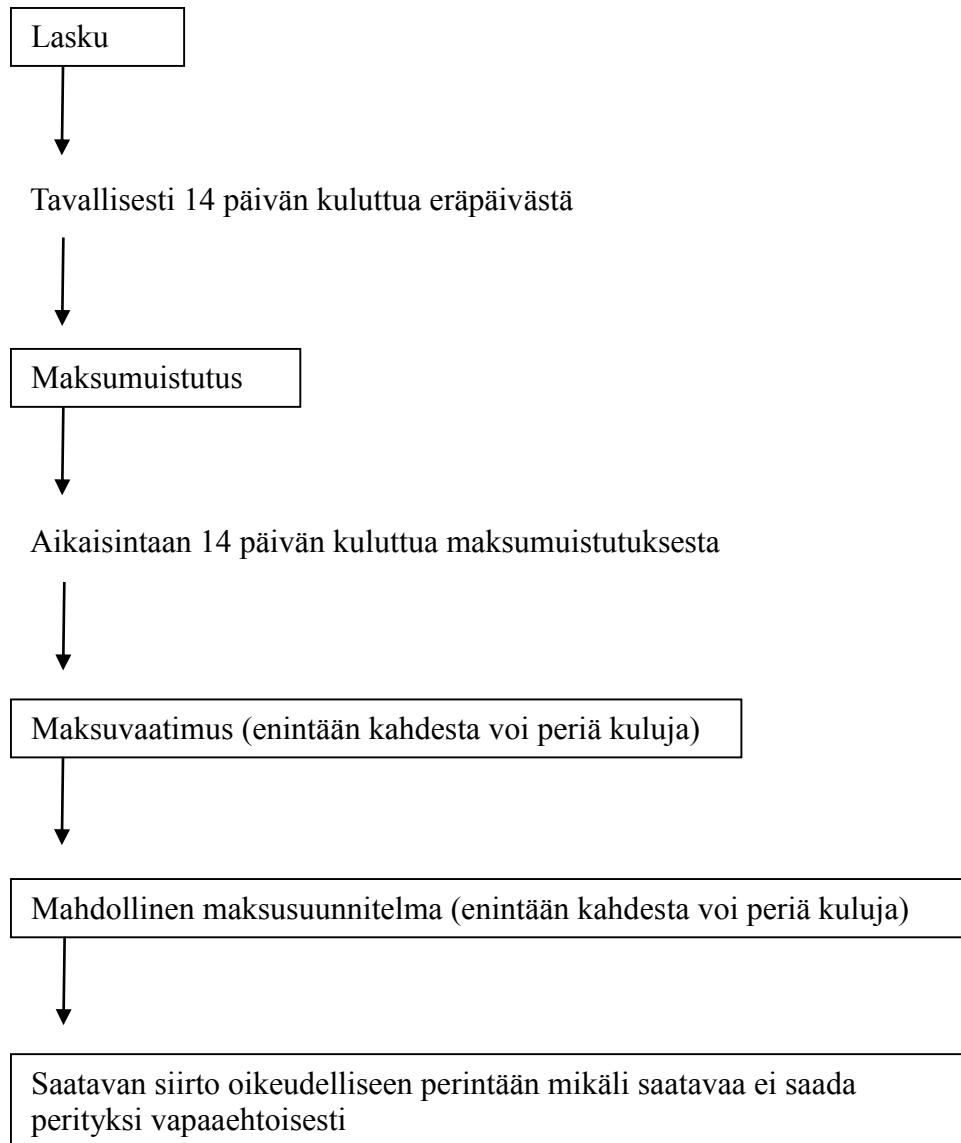 Lasku
Tavallisesti 14 päivän kuluttua eräpäivästä
Maksumuistutus
Aikaisintaan 14 päivän kuluttua maksumuistutuksesta
Maksuvaatimus (enintään kahdesta voi periä kuluja)
Mahdollinen maksusuunnitelma (enintään kahdesta voi periä kuluja)
Saatavan siirto oikeudelliseen perintään mikäli saatavaa ei saada
perityksi vapaaehtoisesti